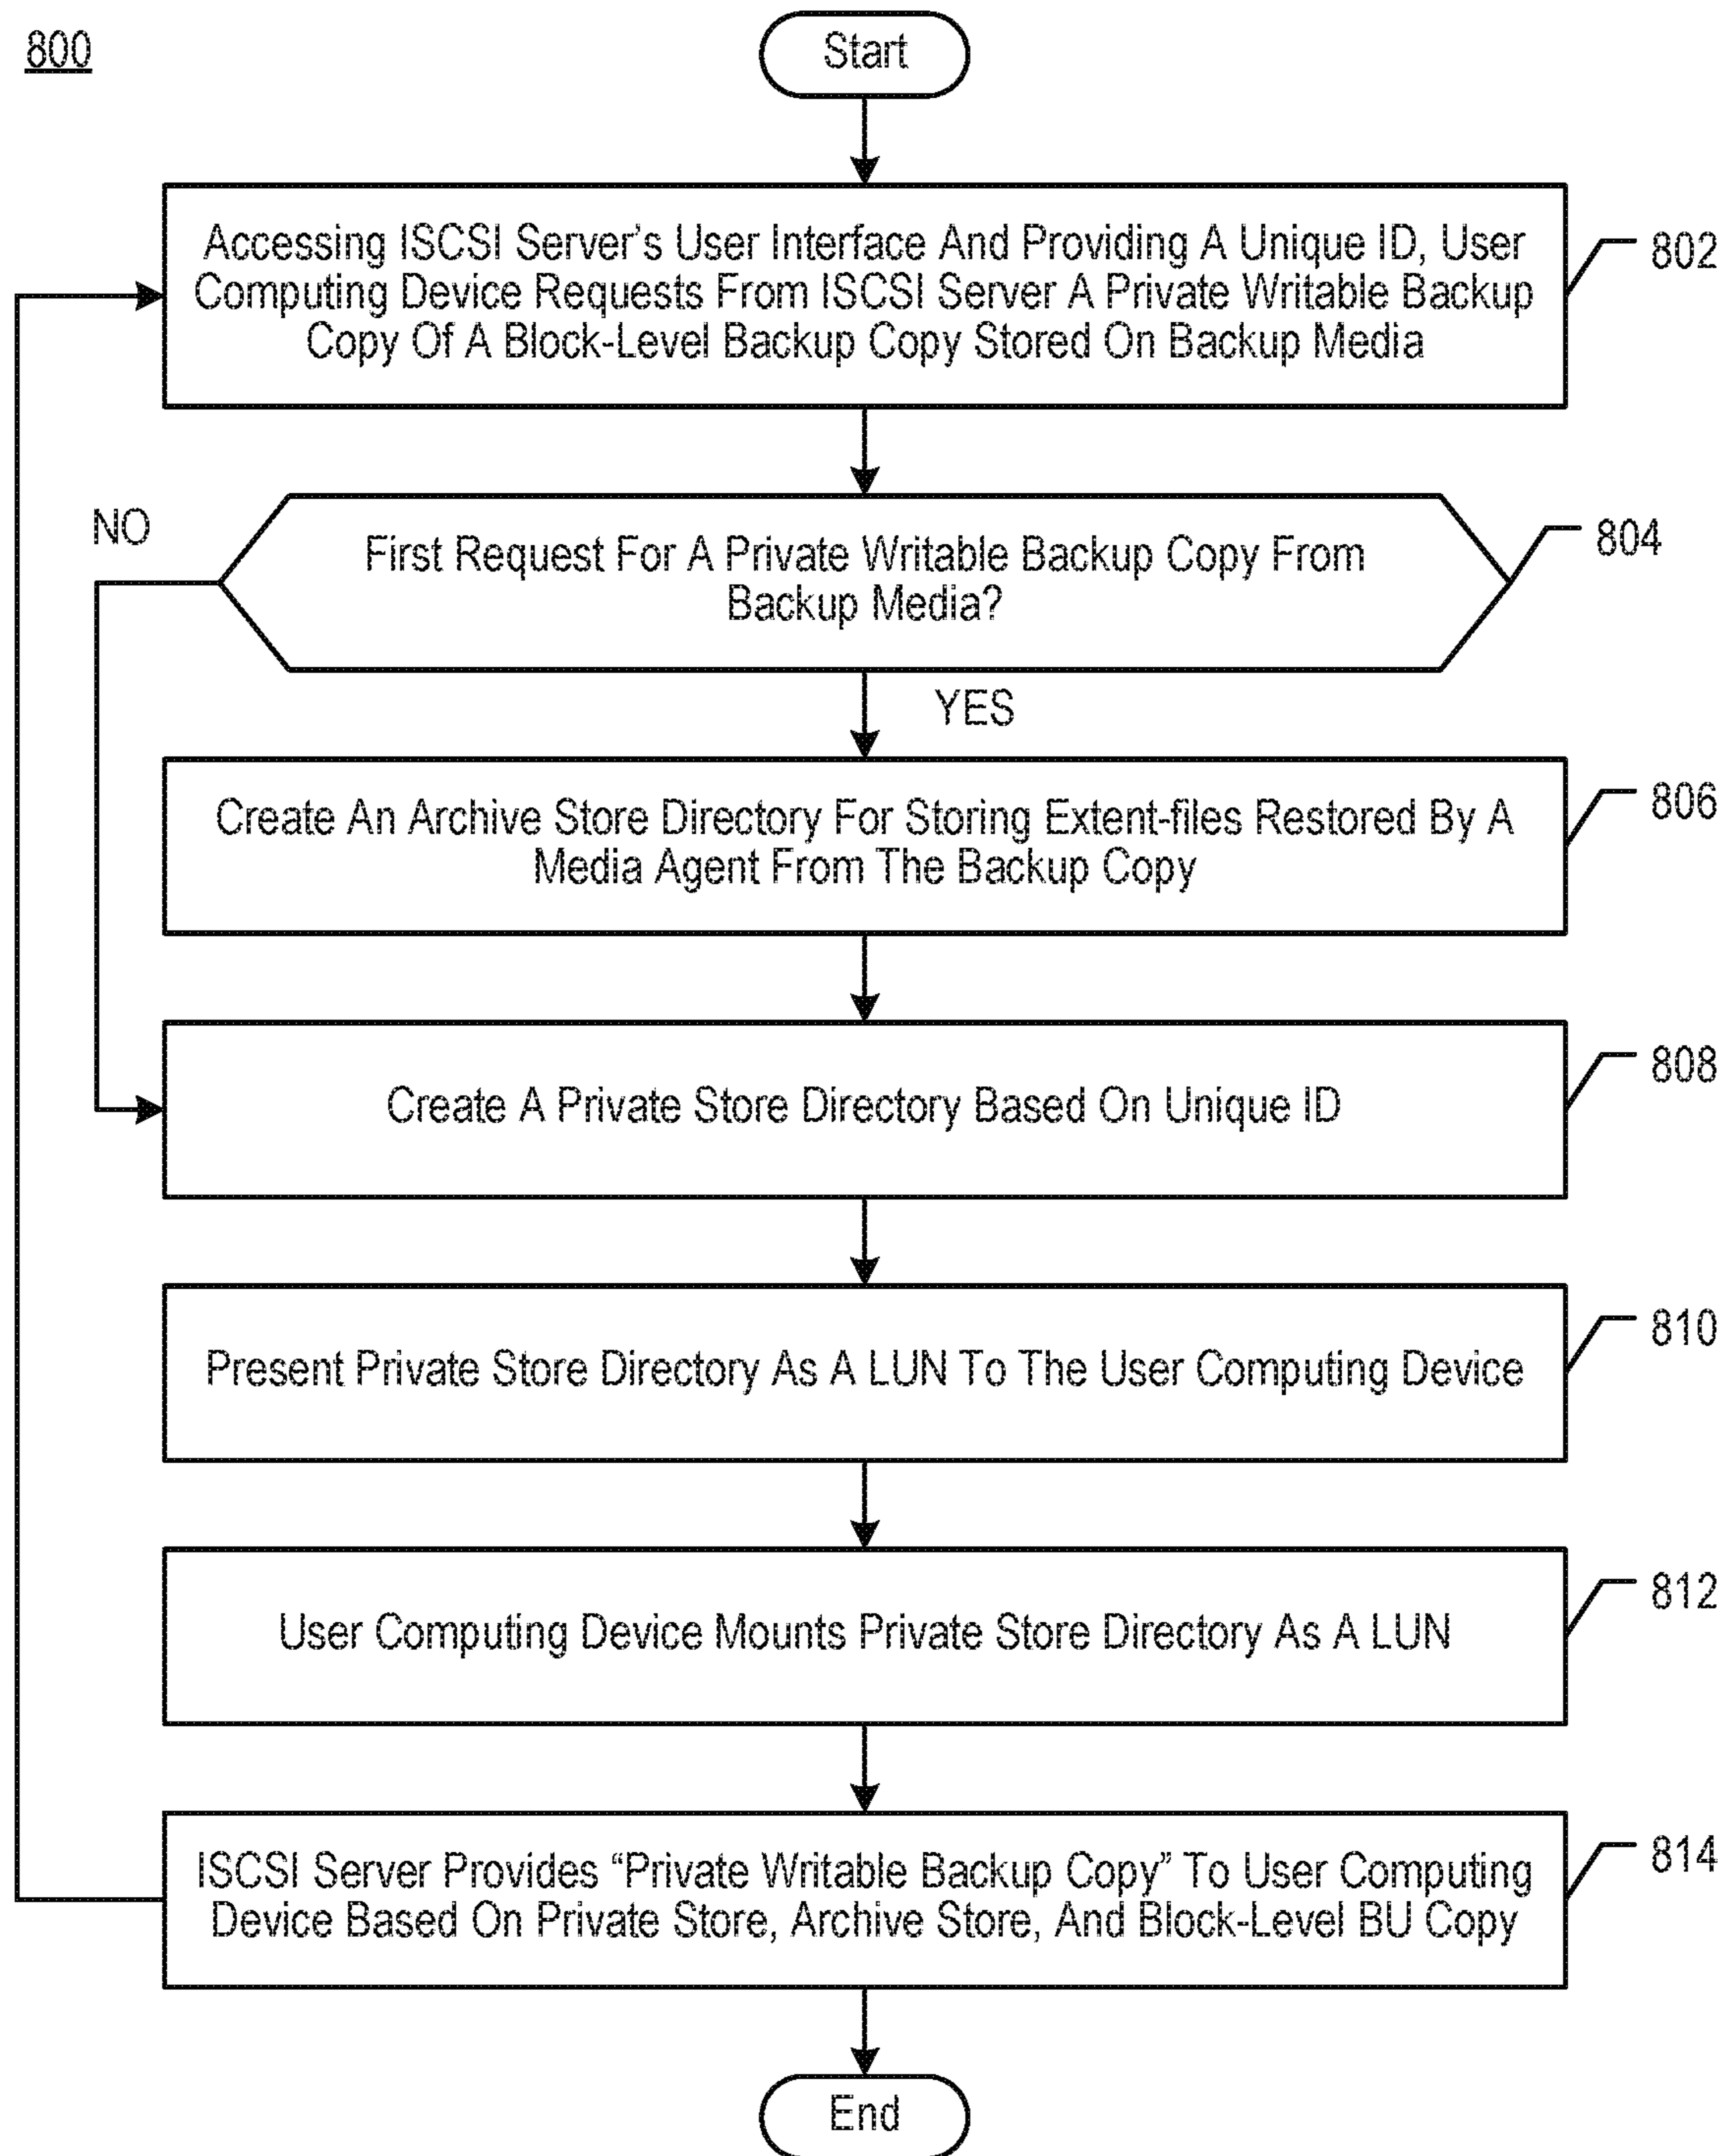 800
Start
Accessing ISCSI Server's User Interface And Providing A Unique ID, User
Computing Device Requests From ISCSI Server A Private Writable Backup
Copy Of A Block-Level Backup Copy Stored On Backup Media
802
NO
First Request For A Private Writable Backup Copy From
Backup Media?
804
YES
Create An Archive Store Directory For Storing Extent-files Restored By A
Media Agent From The Backup Copy
806
Create A Private Store Directory Based On Unique ID
808
Present Private Store Directory As A LUN To The User Computing Device
810
User Computing Device Mounts Private Store Directory As A LUN
812
ISCSI Server Provides “Private Writable Backup Copy” To User Computing
Device Based On Private Store, Archive Store, And Block-Level BU Copy
814
End